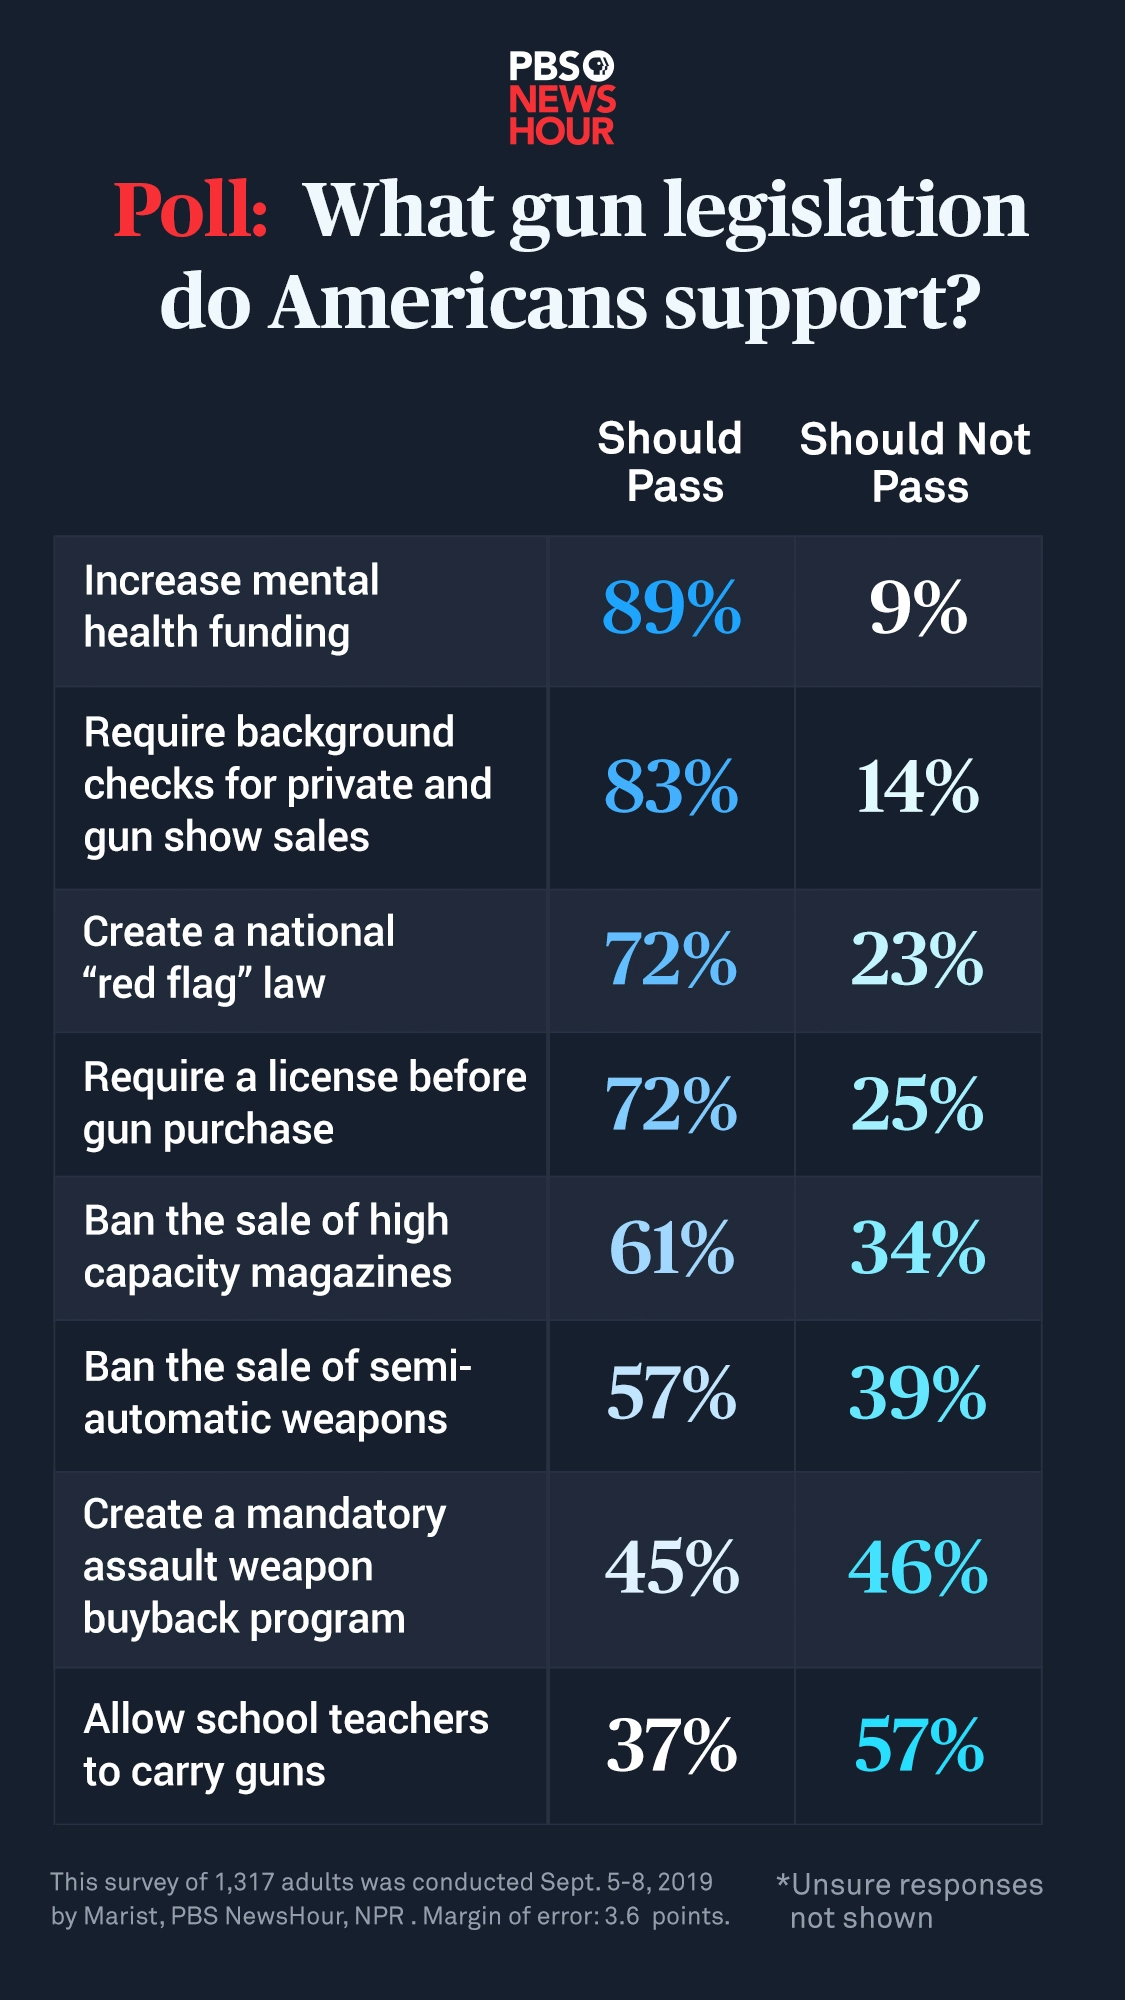 PBS
NEWS
HOUR
Poll: What gun legislation
do Americans support?
Should
Pass
Should Not
Pass
Increase mental
health funding
89%
9%
Require background
checks for private and
gun show sales
83%
14%
Create a national
“red flag” law
72%
23%
Require a license before
gun purchase
72%
25%
Ban the sale of high
capacity magazines
61%
34%
Ban the sale of semi-
automatic weapons
57%
39%
Create a mandatory
assault weapon
buyback program
45%
46%
Allow school teachers
to carry guns
37%
57%
This survey of 1,317 adults was conducted Sept. 5-8, 2019
by Marist, PBS NewsHour, NPR . Margin of error: 3.6 points.
*Unsure responses
not shown